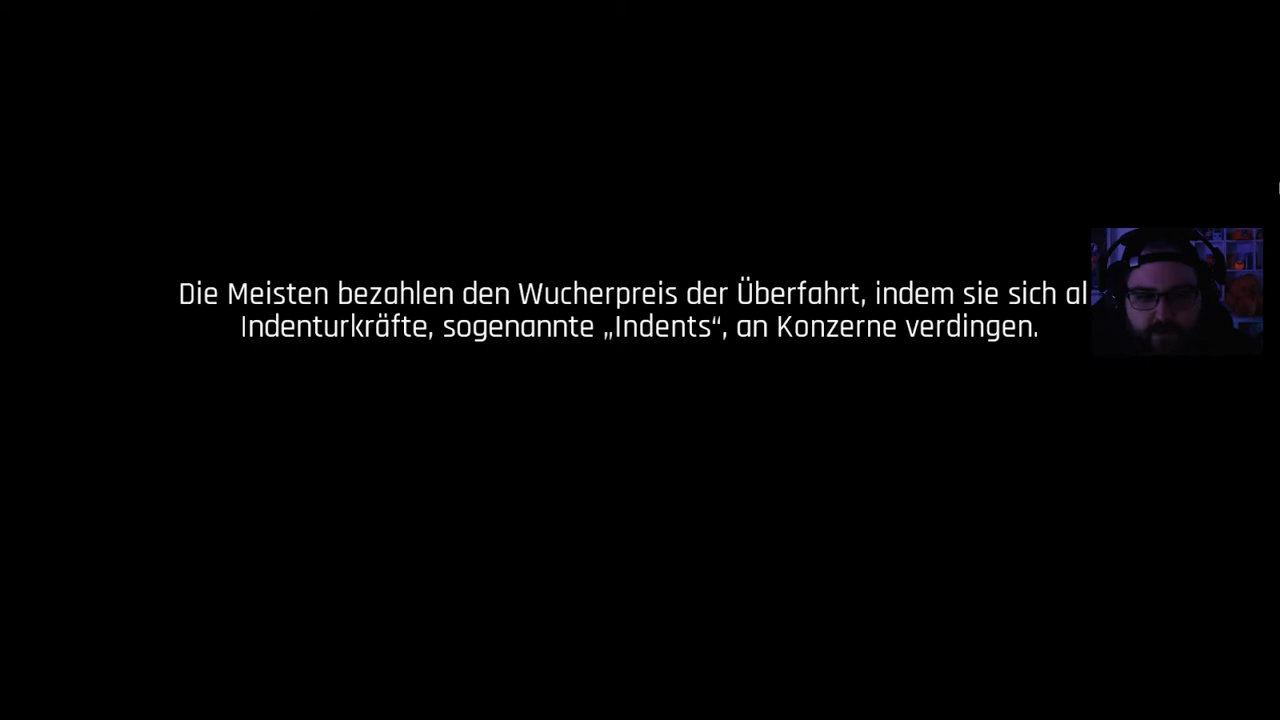 Die Meisten bezahlen den Wucherpreis der Überfahrt, indem sie sich al
Indenturkräfte, sogenannte „Indents“, an Konzerne verdingen.